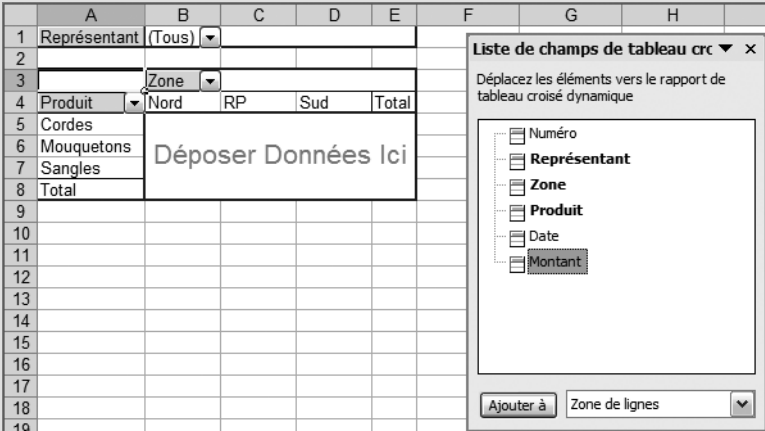 A B C D E F G H
1 Représentant (Tous)
2
3 Zone
4 Produit Nord RP Sud Total
5 Cordes
6 Mouquetons
7 Sangles
8 Total
Déposer Données Ici
9
10
11
12
13
14
15
16
17
18
19
Liste de champs de tableau crc
Déplacez les éléments vers le rapport de
tableau croisé dynamique
Numéro
Représentant
Zone
Produit
Date
Montant
Ajouter à Zone de lignes